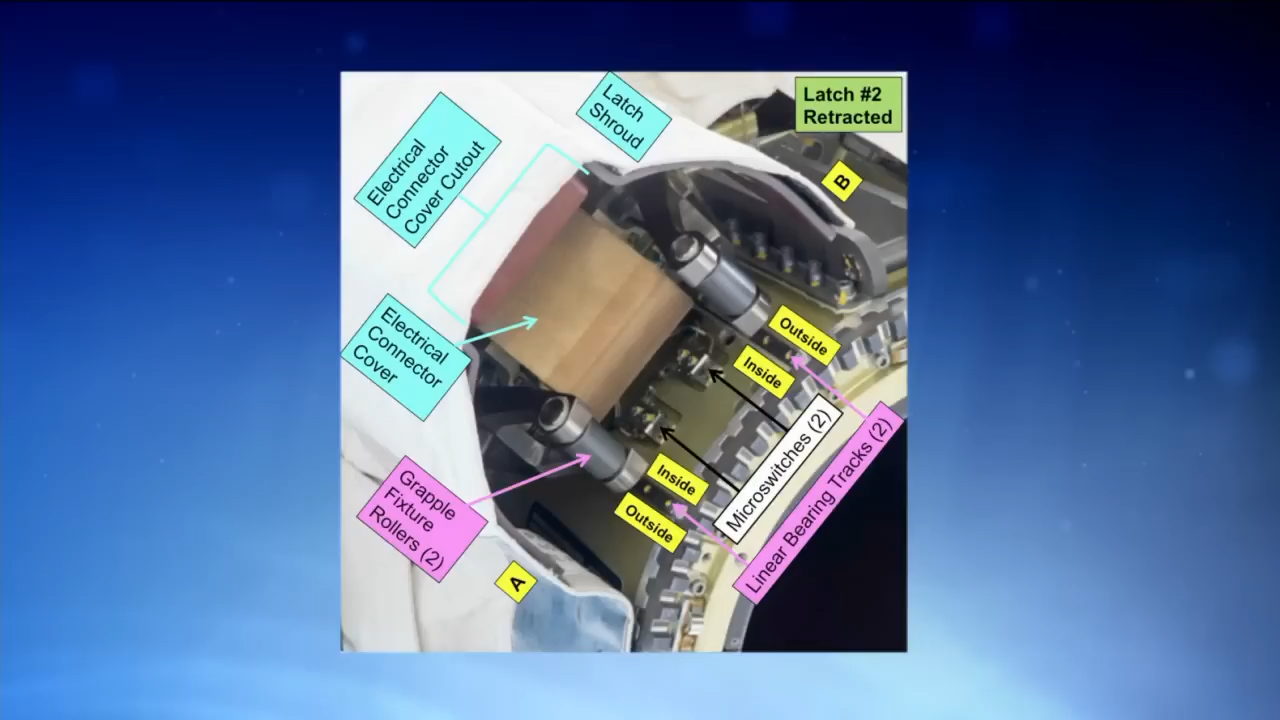 Latch
Shroud
Latch #2
Retracted
Electrical
Connector
Cover Cutout
B
Electrical
Connector
Cover
Outside
Inside
Microswitches (2)
Linear Bearing Tracks (2)
Grapple
Fixture
Rollers (2)
Inside
Outside
A